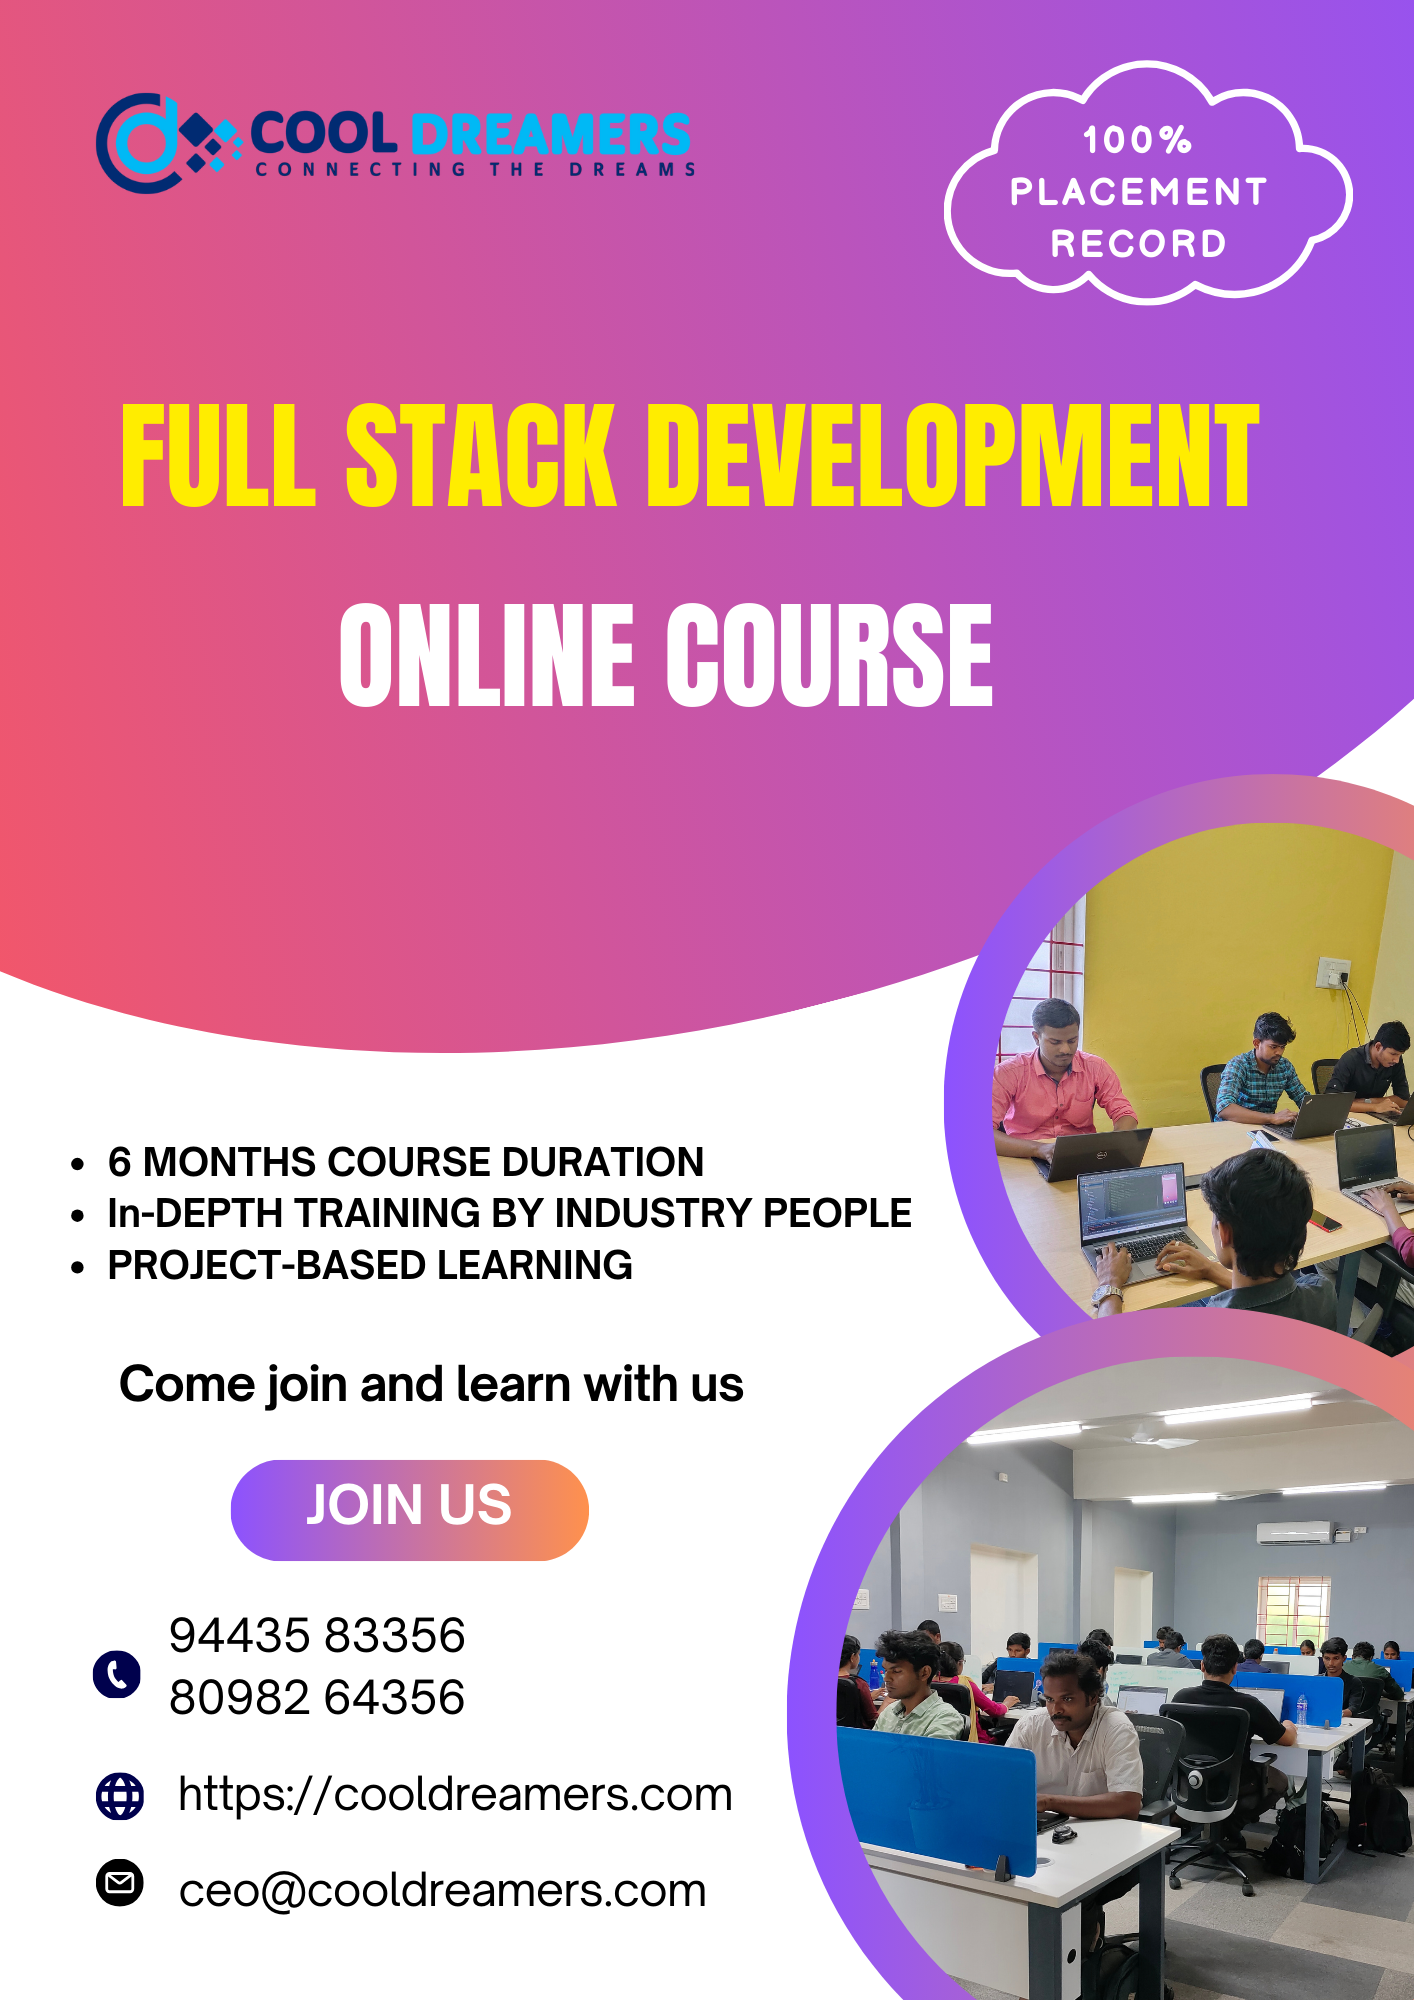 COOL DREAMERS
CONNECTING THE DREAMS
100%
PLACEMENT
RECORD
FULL STACK DEVELOPMENT
ONLINE COURSE
• 6 MONTHS COURSE DURATION
• In-DEPTH TRAINING BY INDUSTRY PEOPLE
• PROJECT-BASED LEARNING
Come join and learn with us
JOIN US
94435 83356
80982 64356
https://cooldreamers.com
ceo@cooldreamers.com